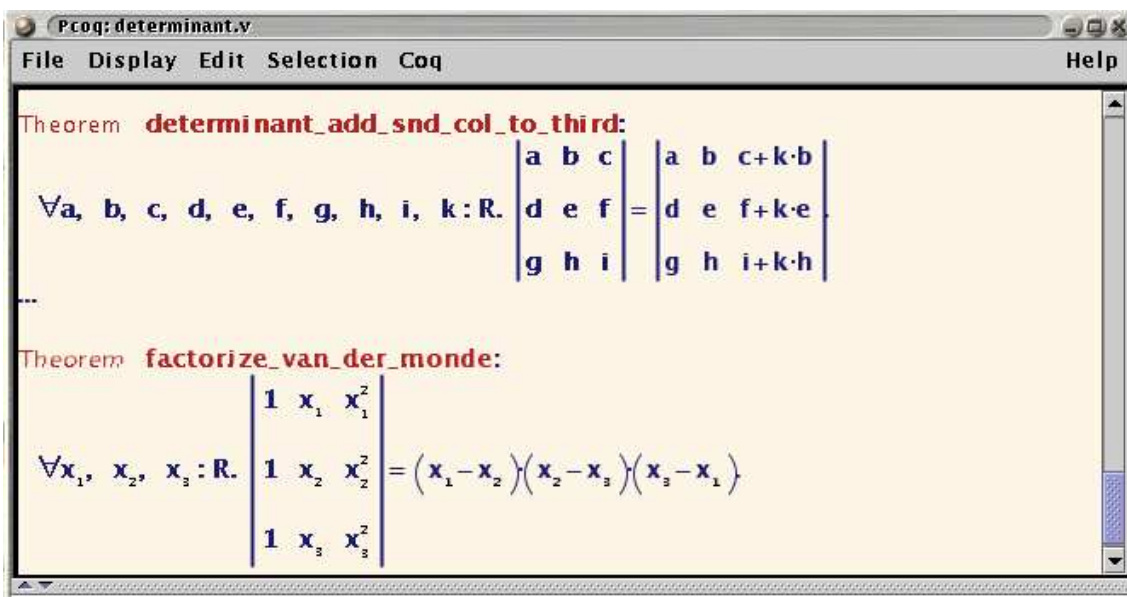 Pcoq: determinant.v
File Display Edit Selection Coq Help
Theorem determinant_add_snd_col_to_third:
∀a, b, c, d, e, f, g, h, i, k:R. |a b c| = |a b c+k·b|
|d e f| |d e f+k·e|.
|g h i| |g h i+k·h|
...
Theorem factorize_van_der_monde:
∀x₁, x₂, x₃:R. |1 x₁ x₁²|
|1 x₂ x₂²| = (x₁−x₂)·(x₂−x₃)·(x₃−x₁).
|1 x₃ x₃²|